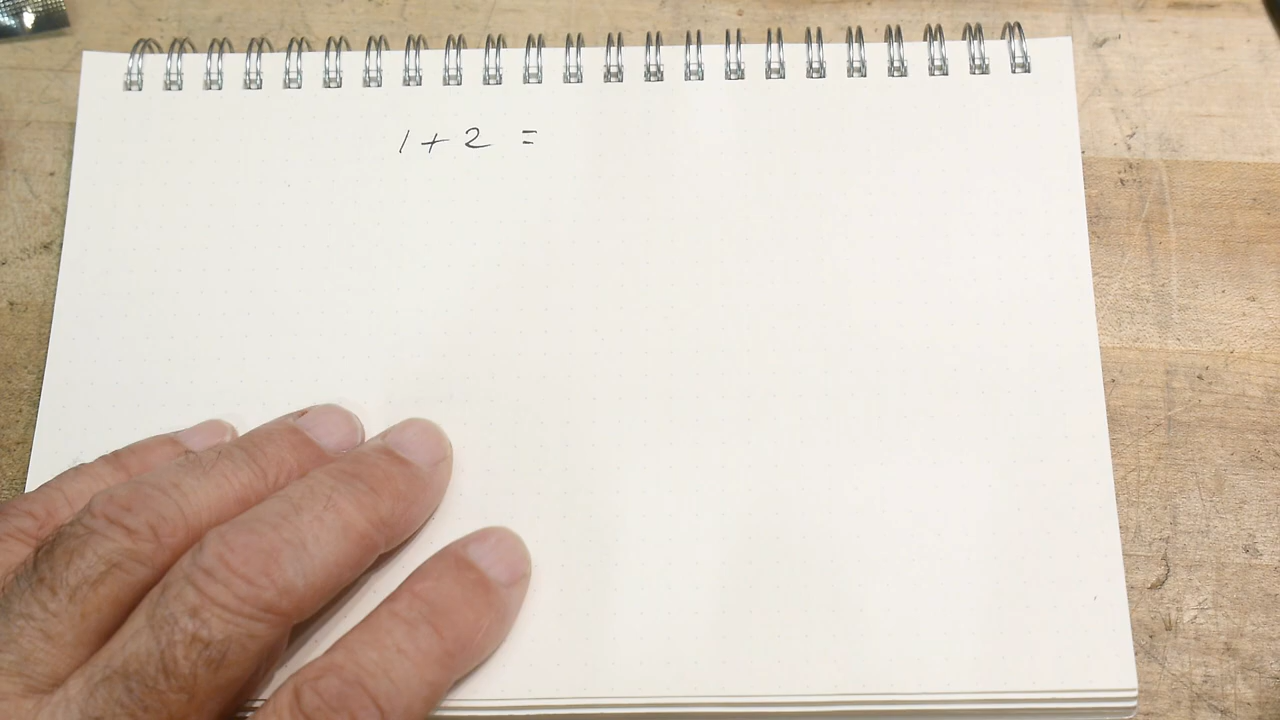 1 + 2 =